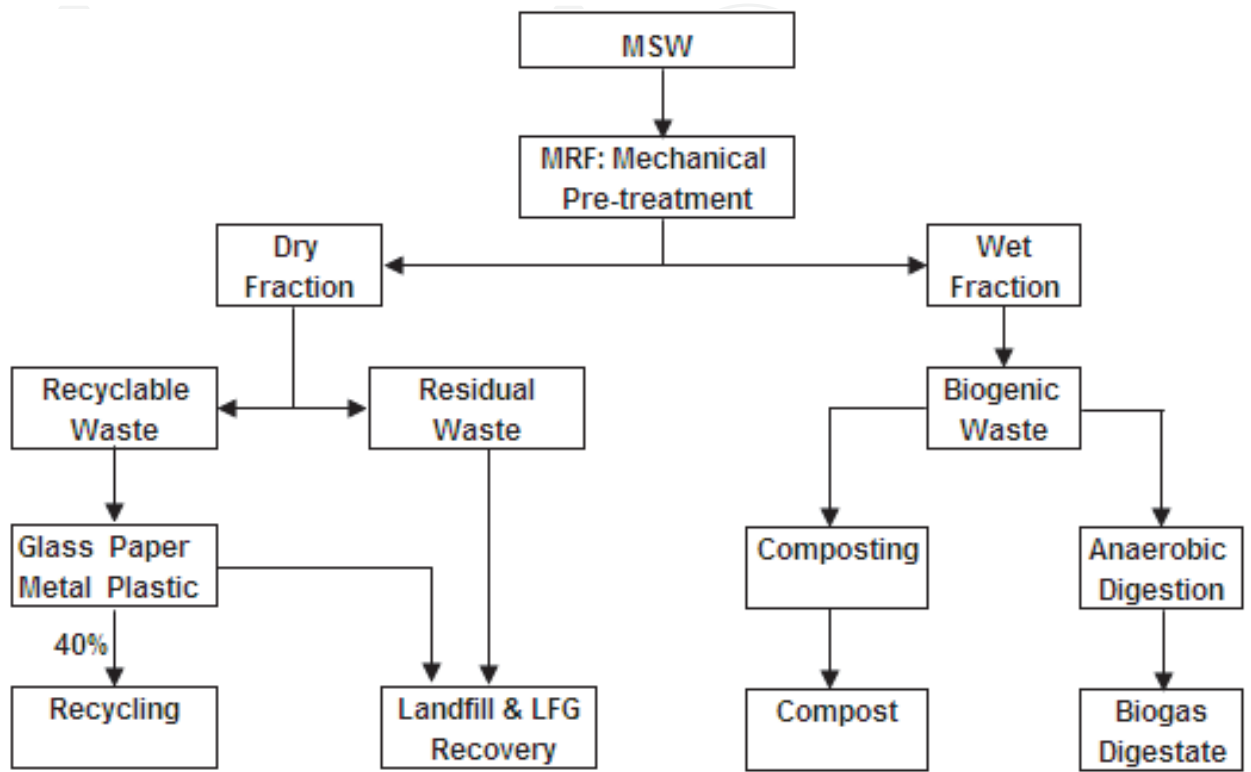 MSW
MRF: Mechanical
Pre-treatment
Dry
Fraction
Wet
Fraction
Recyclable
Waste
Residual
Waste
Biogenic
Waste
Glass Paper
Metal Plastic
Composting
Anaerobic
Digestion
40%
Recycling
Landfill & LFG
Recovery
Compost
Biogas
Digestate